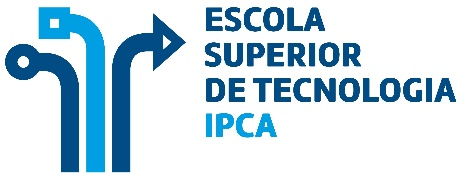 ESCOLA
SUPERIOR
DE TECNOLOGIA
IPCA